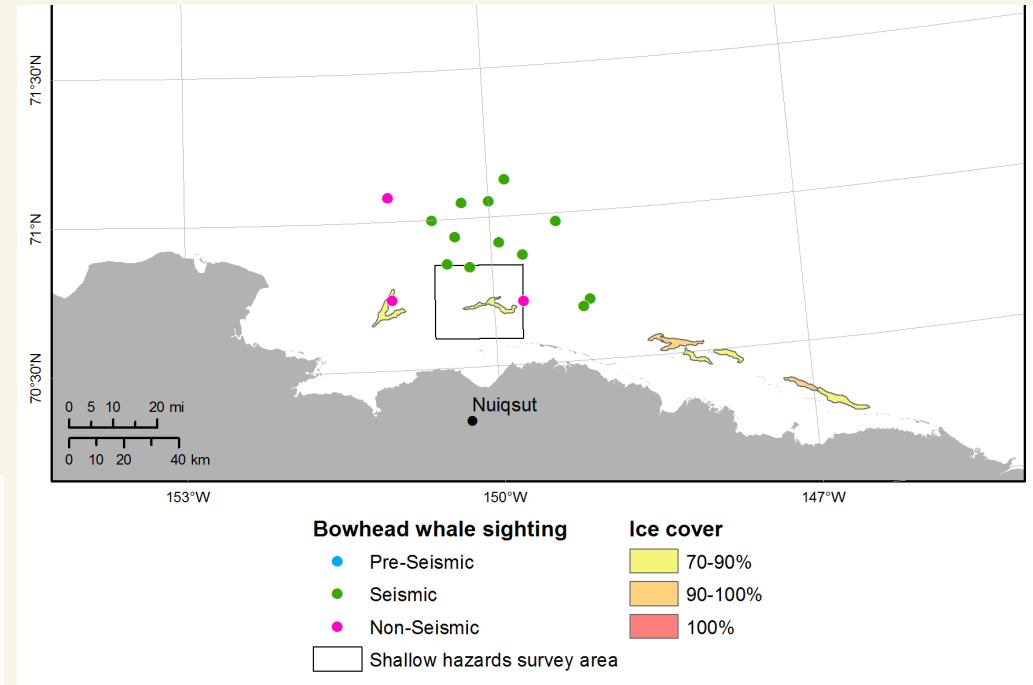 71°30'N
71°N
70°30'N
Nuiqsut
0 5 10 20 mi
0 10 20 40 km
153°W 150°W 147°W
Bowhead whale sighting
Pre-Seismic
Seismic
Non-Seismic
Shallow hazards survey area
Ice cover
70-90%
90-100%
100%